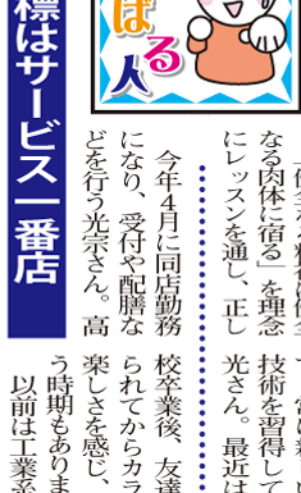 標はサービス一番店
ばる
人
なる肉体に宿る」を理念
にレッスンを通し、正し
技術を習得して
光さん。最近は
今年4月に同店勤務
になり、受付や配膳な
どを行う光宗さん。高
校卒業後、友達
られてからカラ
楽しさを感じ、
う時期もありま
以前は工業系